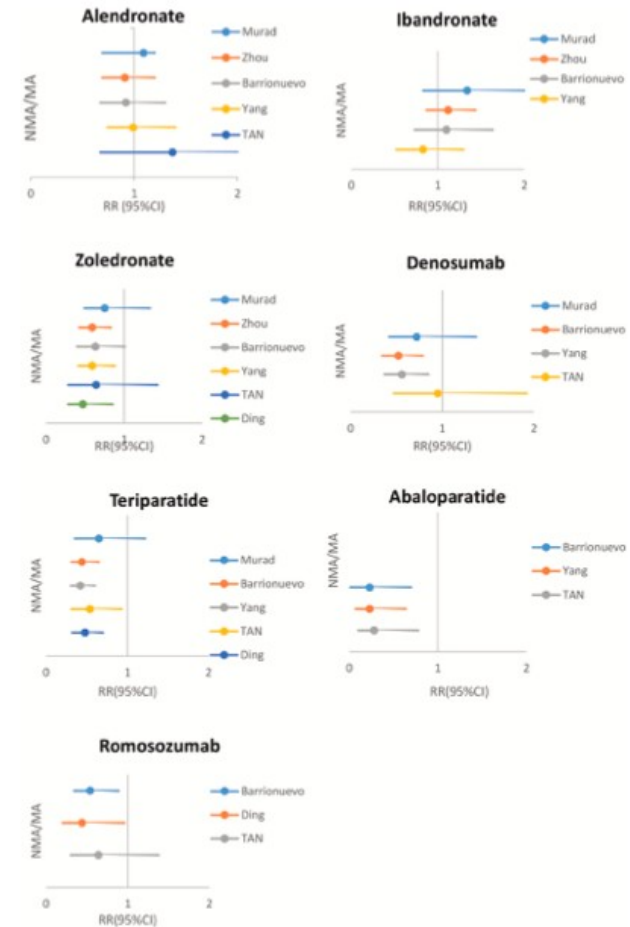 Alendronate
NMA/MA
Murad
Zhou
Barrionuevo
Yang
TAN
0 1 2
RR (95%CI)
Ibandronate
NMA/MA
Murad
Zhou
Barrionuevo
Yang
0 1 2
RR(95%CI)
Zoledronate
NMA/MA
Murad
Zhou
Barrionuevo
Yang
TAN
Ding
0 1 2
RR(95%CI)
Denosumab
NMA/MA
Murad
Barrionuevo
Yang
TAN
0 1 2
RR(95%CI)
Teriparatide
NMA/MA
Murad
Barrionuevo
Yang
TAN
Ding
0 1 2
RR(95%CI)
Abaloparatide
NMA/MA
Barrionuevo
Yang
TAN
0 1 2
RR(95%CI)
Romosozumab
NMA/MA
Barrionuevo
Ding
TAN
0 1 2
RR(95%CI)